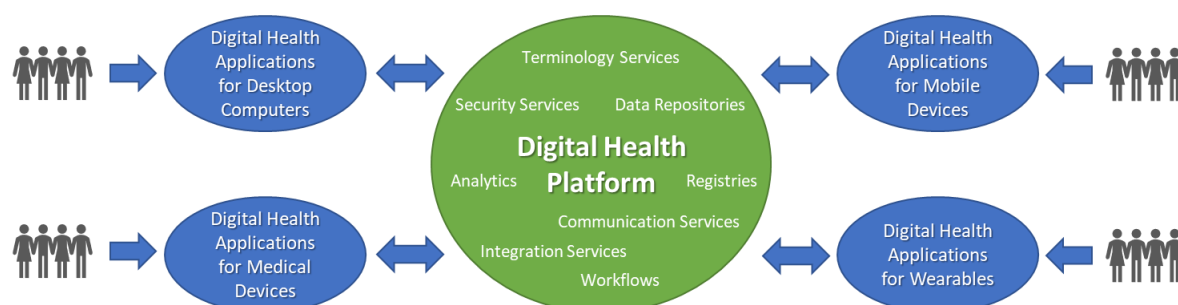 Digital Health
Applications
for Desktop
Computers
Terminology Services
Security Services
Data Repositories
Digital Health
Platform
Analytics
Registries
Communication Services
Integration Services
Workflows
Digital Health
Applications
for Mobile
Devices
Digital Health
Applications
for Medical
Devices
Digital Health
Applications
for Wearables